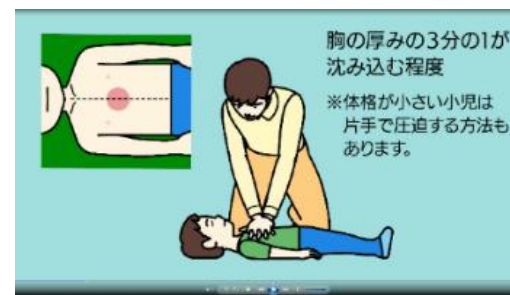 胸の厚みの3分の1が
沈み込む程度
※体格が小さい小児は
片手で圧迫する方法も
あります。